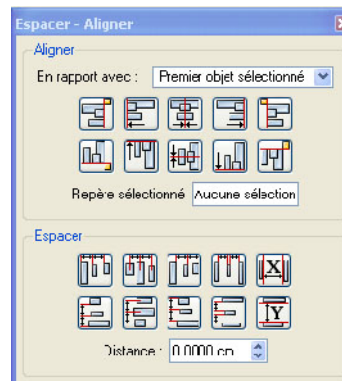 Espacer - Aligner
Aligner
En rapport avec : Premier objet sélectionné
Repère sélectionné Aucune sélection
Espacer
X
Y
Distance : 0.0000 cm